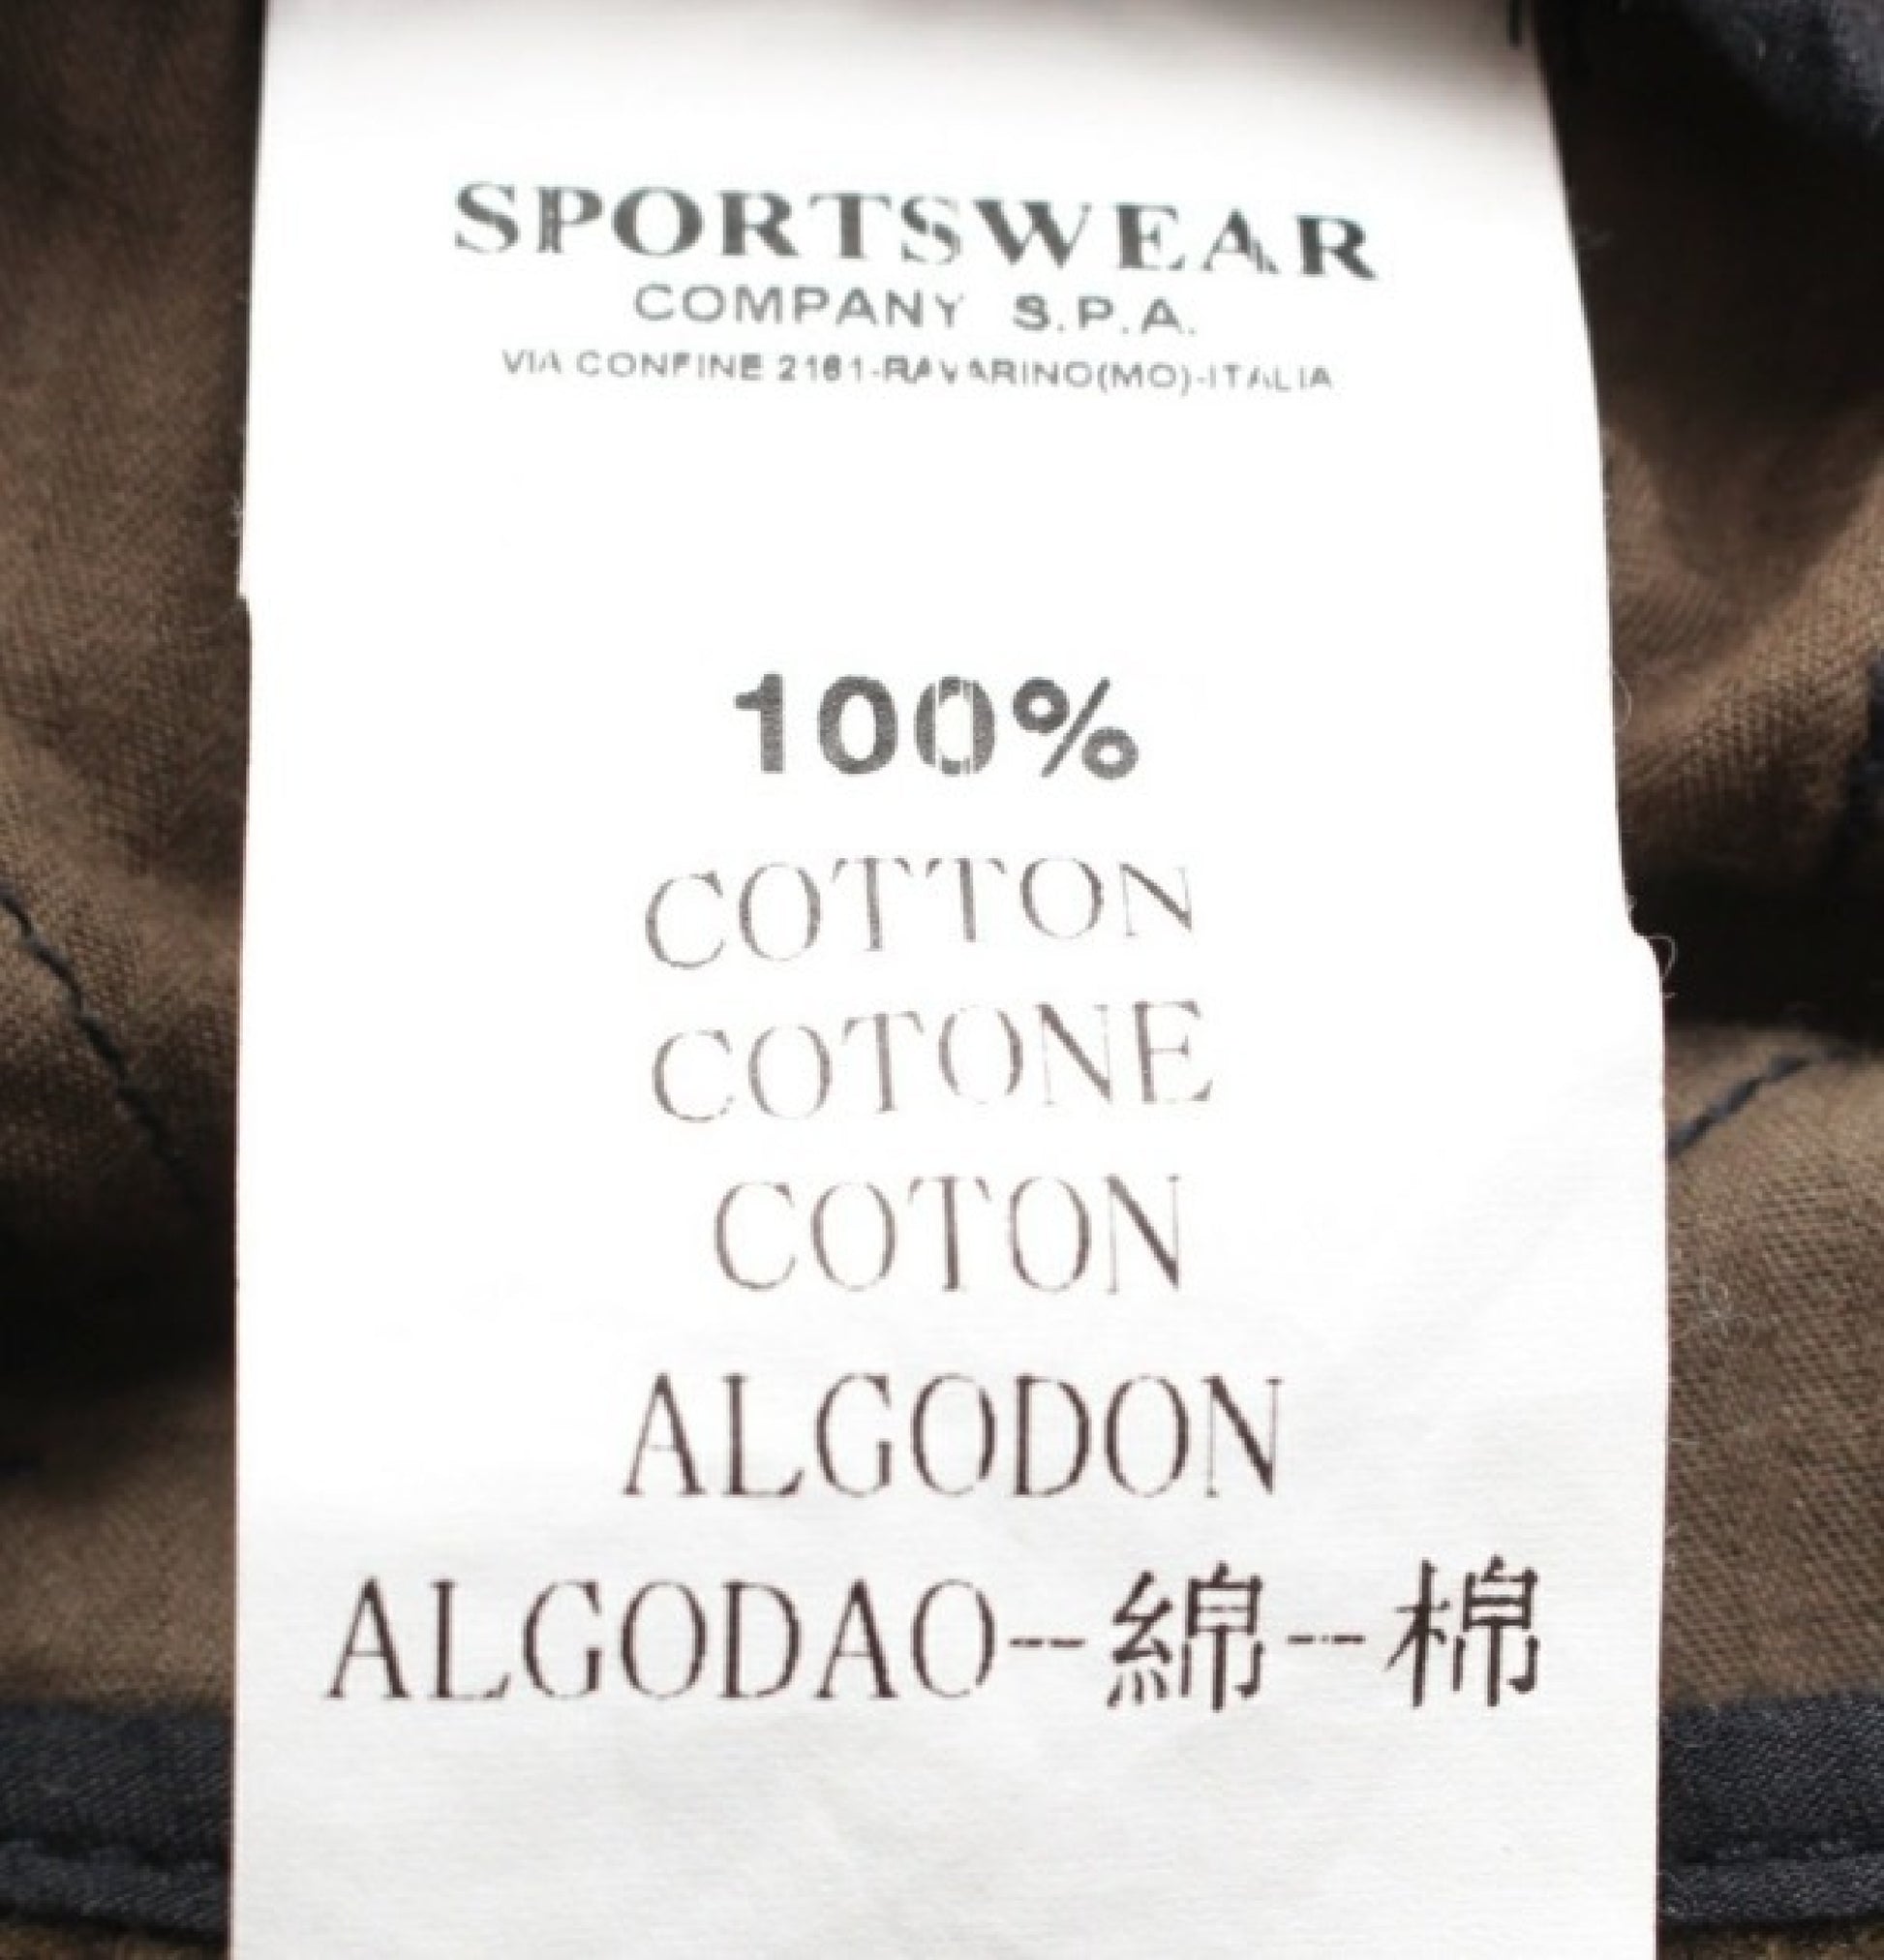 SPORTSWEAR
COMPANY S.P.A.
VIA CONFINE 2161-RAVARINO(MO)-ITALIA
100%
COTTON
COTONE
COTON
ALGODON
ALGODAO--綿--棉